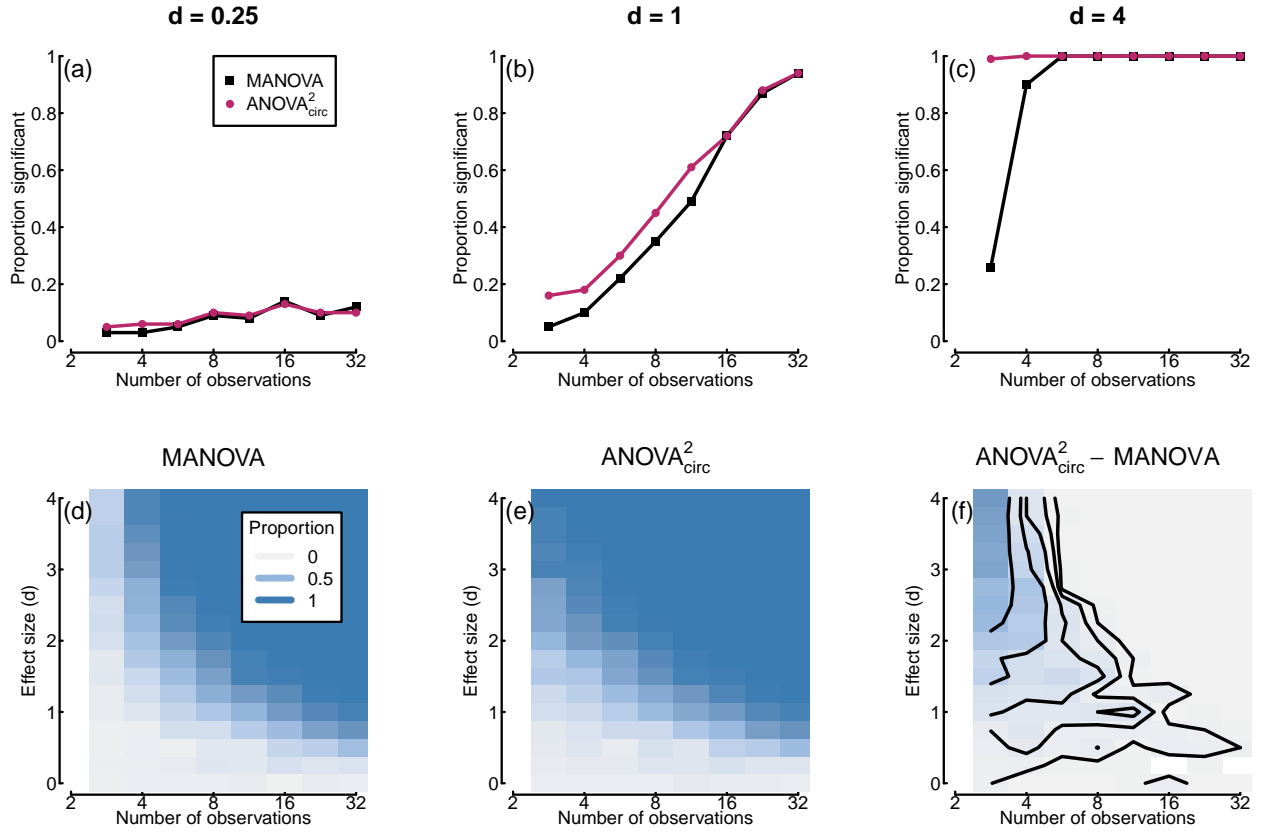 d = 0.25
d = 1
d = 4
(a)
MANOVA
ANOVA²circ
Proportion significant
0
0.2
0.4
0.6
0.8
1
2 4 8 16 32
Number of observations
(b)
Proportion significant
0
0.2
0.4
0.6
0.8
1
2 4 8 16 32
Number of observations
(c)
Proportion significant
0
0.2
0.4
0.6
0.8
1
2 4 8 16 32
Number of observations
MANOVA
(d)
Proportion
0
0.5
1
Effect size (d)
0
1
2
3
4
2 4 8 16 32
Number of observations
ANOVA²circ
(e)
Effect size (d)
0
1
2
3
4
2 4 8 16 32
Number of observations
ANOVA²circ − MANOVA
(f)
Effect size (d)
0
1
2
3
4
2 4 8 16 32
Number of observations